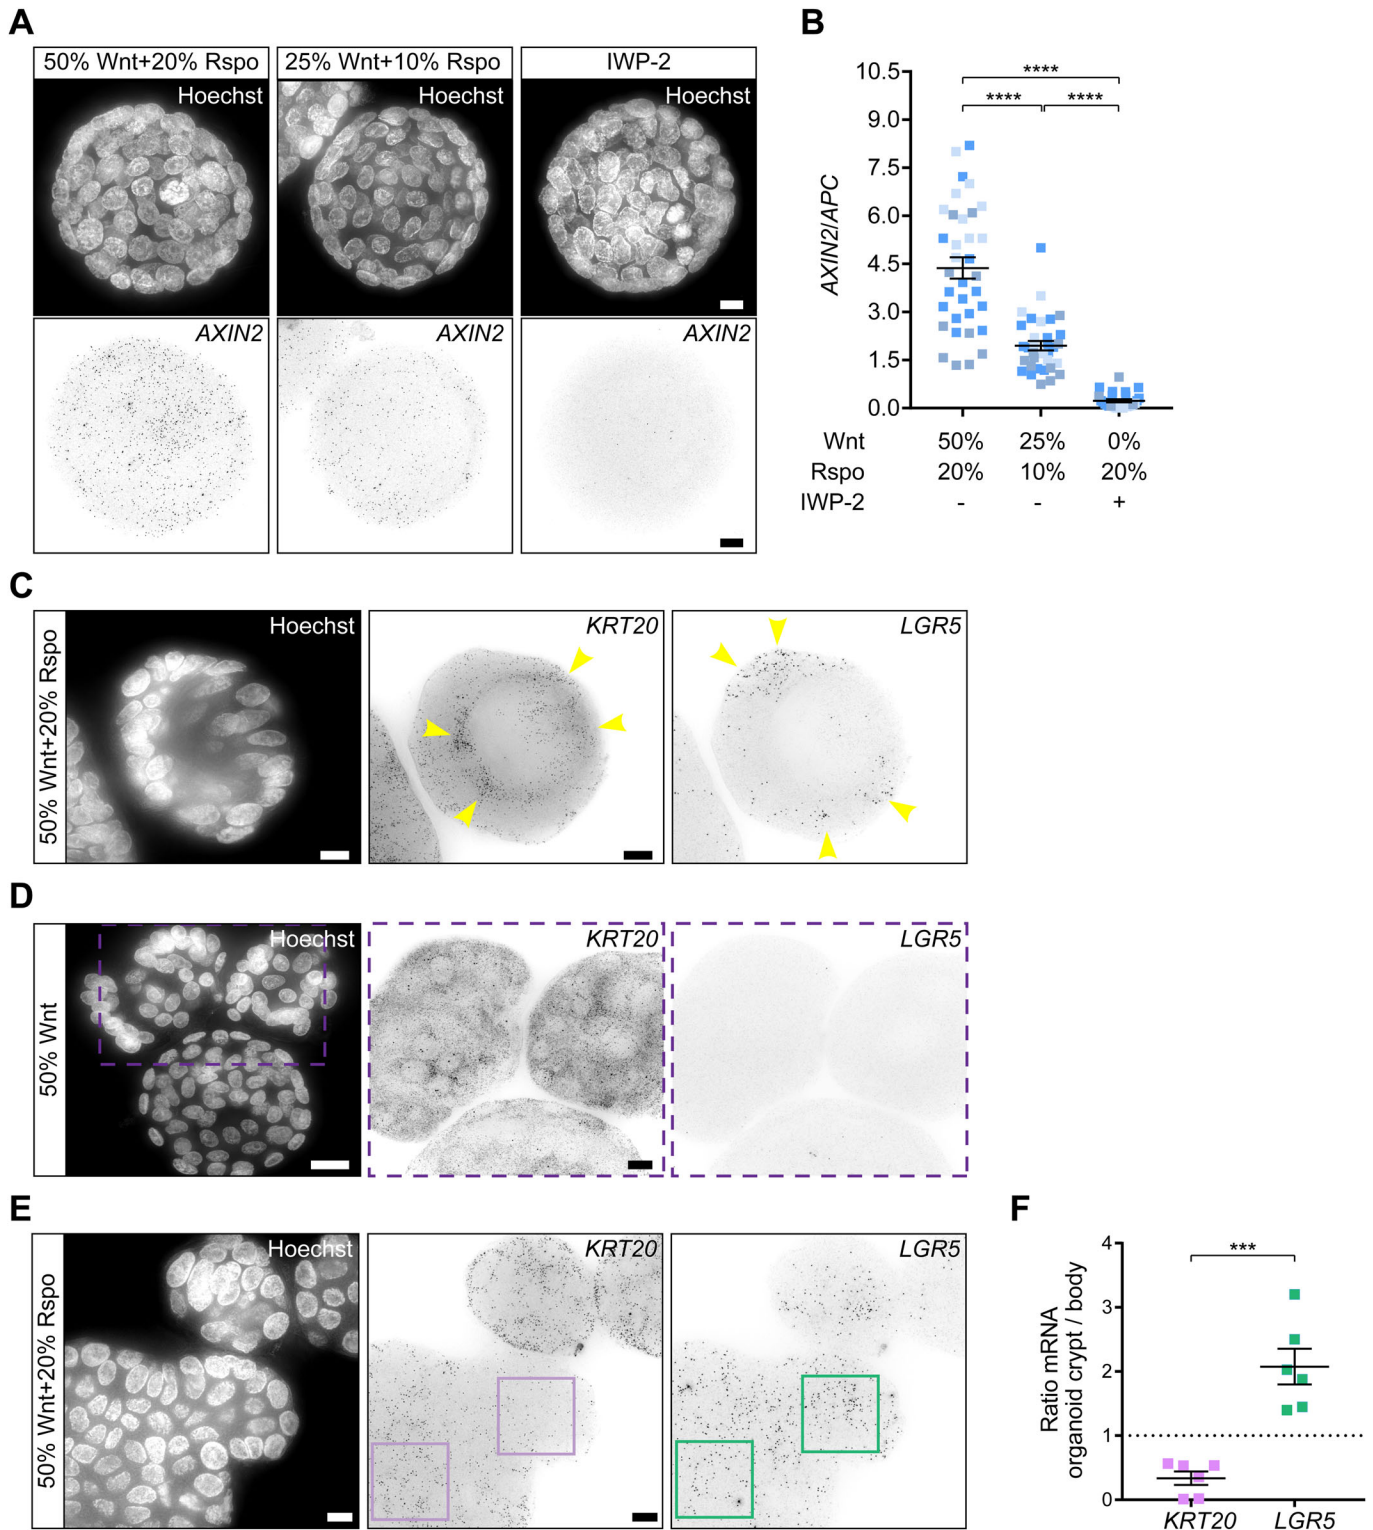 A
50% Wnt+20% Rspo
25% Wnt+10% Rspo
IWP-2
Hoechst
Hoechst
Hoechst
AXIN2
AXIN2
AXIN2
B
10.5
9.0
7.5
6.0
4.5
3.0
1.5
0.0
AXIN2/APC
****
****
****
Wnt 50% 25% 0%
Rspo 20% 10% 20%
IWP-2 - - +
C
50% Wnt+20% Rspo
Hoechst
KRT20
LGR5
D
50% Wnt
Hoechst
KRT20
LGR5
E
50% Wnt+20% Rspo
Hoechst
KRT20
LGR5
F
Ratio mRNA
organoid crypt / body
4
3
2
1
0
***
KRT20 LGR5